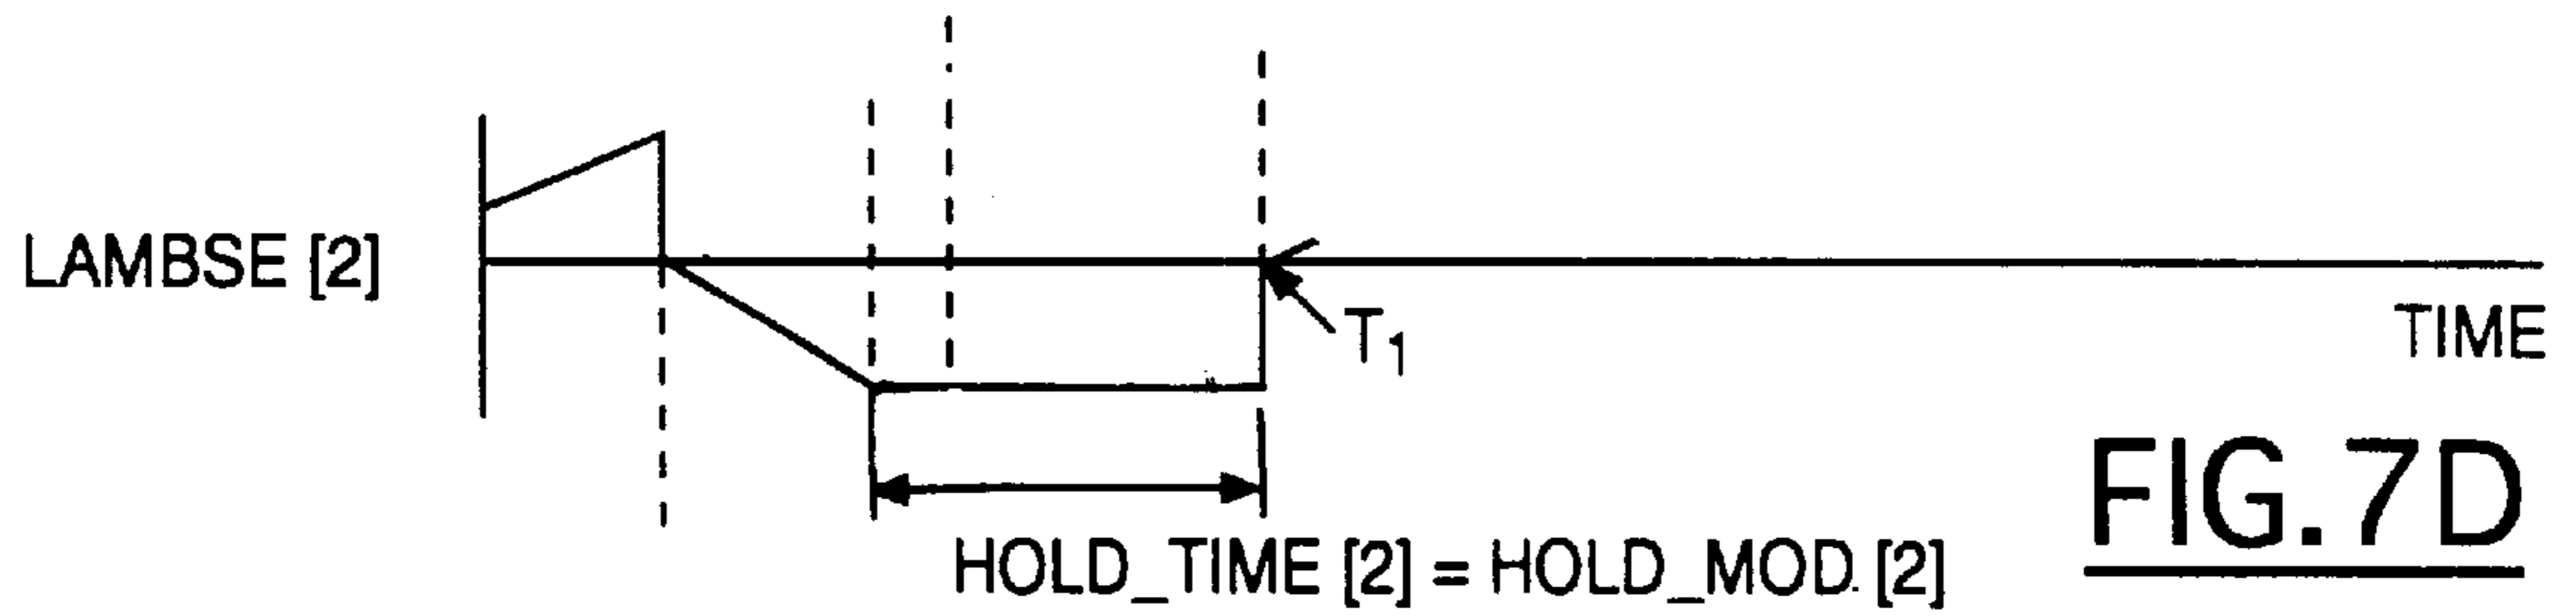 LAMBSE [2]
T1
TIME
FIG.7D
HOLD_TIME [2] = HOLD_MOD. [2]